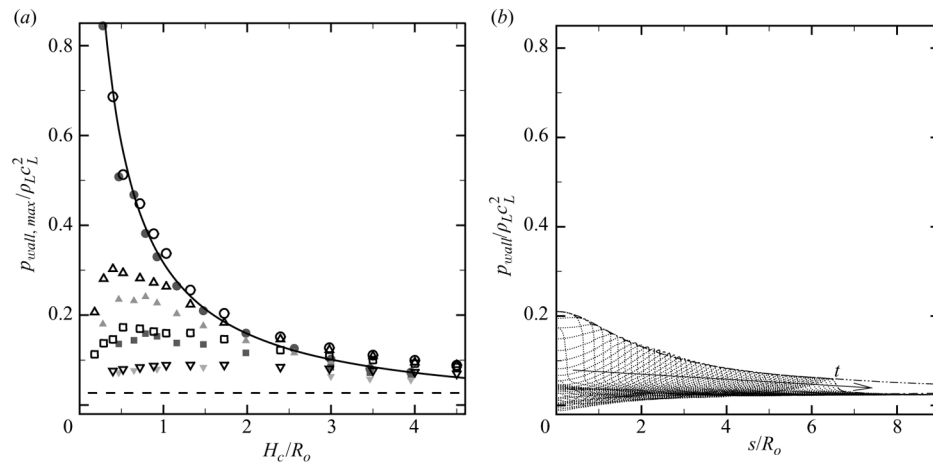 (a)
0.8
0.6
0.4
0.2
0
0 1 2 3 4
p_wall, max/ρ_L c_L^2
H_c/R_o
(b)
0.8
0.6
0.4
0.2
0
0 2 4 6 8
p_wall/ρ_L c_L^2
s/R_o
t